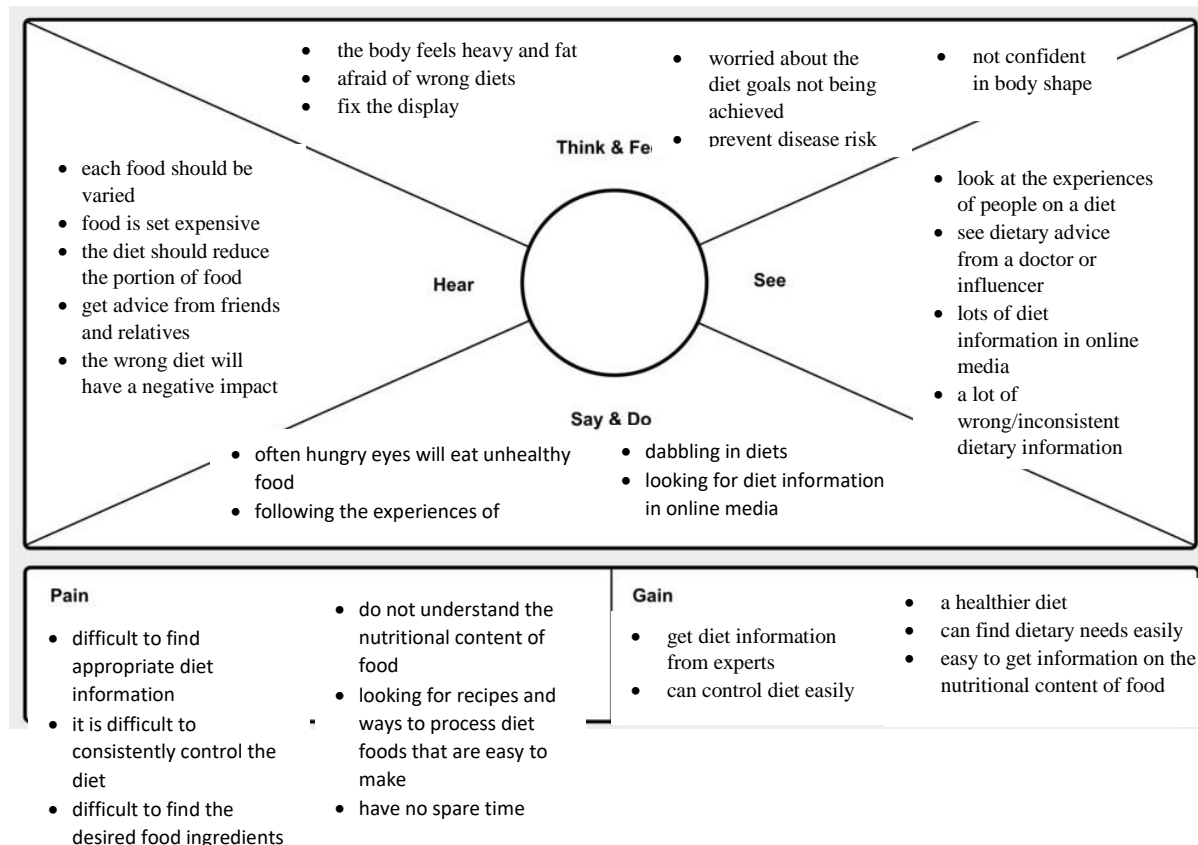 • the body feels heavy and fat
• afraid of wrong diets
• fix the display
• worried about the
diet goals not being
achieved
• prevent disease risk
• not confident
in body shape
Think & Fe
• each food should be
varied
• food is set expensive
• the diet should reduce
the portion of food
• get advice from friends
and relatives
• the wrong diet will
have a negative impact
Hear
See
• look at the experiences
of people on a diet
• see dietary advice
from a doctor or
influencer
• lots of diet
information in online
media
• a lot of
wrong/inconsistent
dietary information
Say & Do
• often hungry eyes will eat unhealthy
food
• following the experiences of
• dabbling in diets
• looking for diet information
in online media
Pain
• difficult to find
appropriate diet
information
• it is difficult to
consistently control the
diet
• difficult to find the
desired food ingredients
• do not understand the
nutritional content of
food
• looking for recipes and
ways to process diet
foods that are easy to
make
• have no spare time
Gain
• get diet information
from experts
• can control diet easily
• a healthier diet
• can find dietary needs easily
• easy to get information on the
nutritional content of food